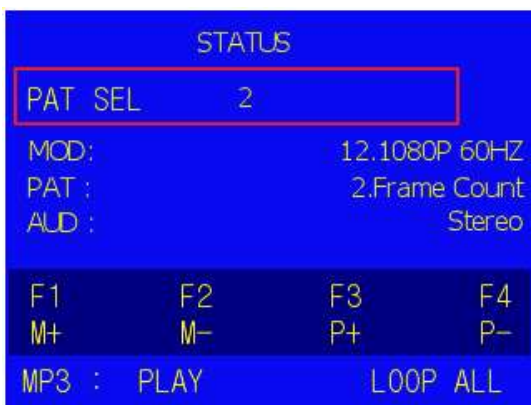 STATUS
PAT SEL 2
MOD: 12.1080P 60HZ
PAT : 2.Frame Count
AUD : Stereo
F1 F2 F3 F4
M+ M- P+ P-
MP3 : PLAY LOOP ALL